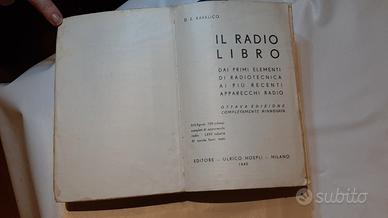 D. E. RAVALICO
IL RADIO
LIBRO
DAI PRIMI ELEMENTI
DI RADIOTECNICA
AI PIÙ RECENTI
APPARECCHI RADIO
OTTAVA EDIZIONE
COMPLETAMENTE RINNOVATA
EDITORE - ULRICO HOEPLI - MILANO
subito